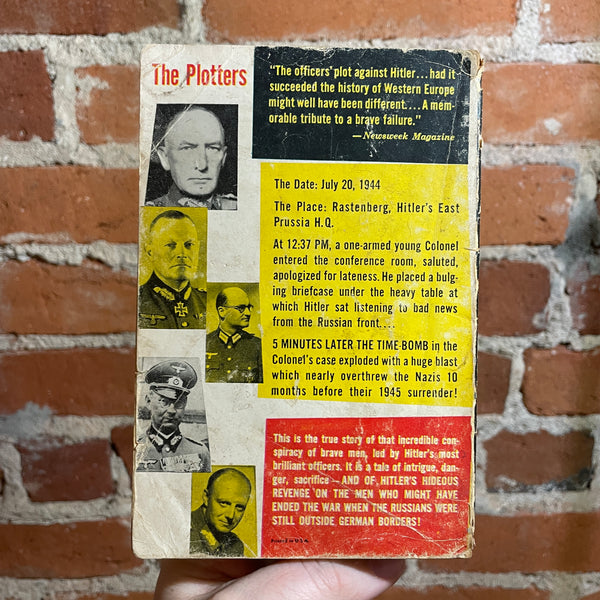 The Plotters
"The officers' plot against Hitler...had it
succeeded the history of Western Europe
might well have been different.... A mem-
orable tribute to a brave failure."
—Newsweek Magazine
The Date: July 20, 1944
The Place: Rastenberg, Hitler's East
Prussia H.Q.
At 12:37 PM, a one-armed young Colonel
entered the conference room, saluted,
apologized for lateness. He placed a bulg-
ing briefcase under the heavy table at
which Hitler sat listening to bad news
from the Russian front....
5 MINUTES LATER THE TIME-BOMB in the
Colonel's case exploded with a huge blast
which nearly overthrew the Nazis 10
months before their 1945 surrender!
This is the true story of that incredible con-
spiracy of brave men, led by Hitler's most
brilliant officers. It is a tale of intrigue, dan-
ger, sacrifice—AND OF HITLER'S HIDEOUS
REVENGE ON THE MEN WHO MIGHT HAVE
ENDED THE WAR WHEN THE RUSSIANS WERE
STILL OUTSIDE GERMAN BORDERS!
Printed in U.S.A.